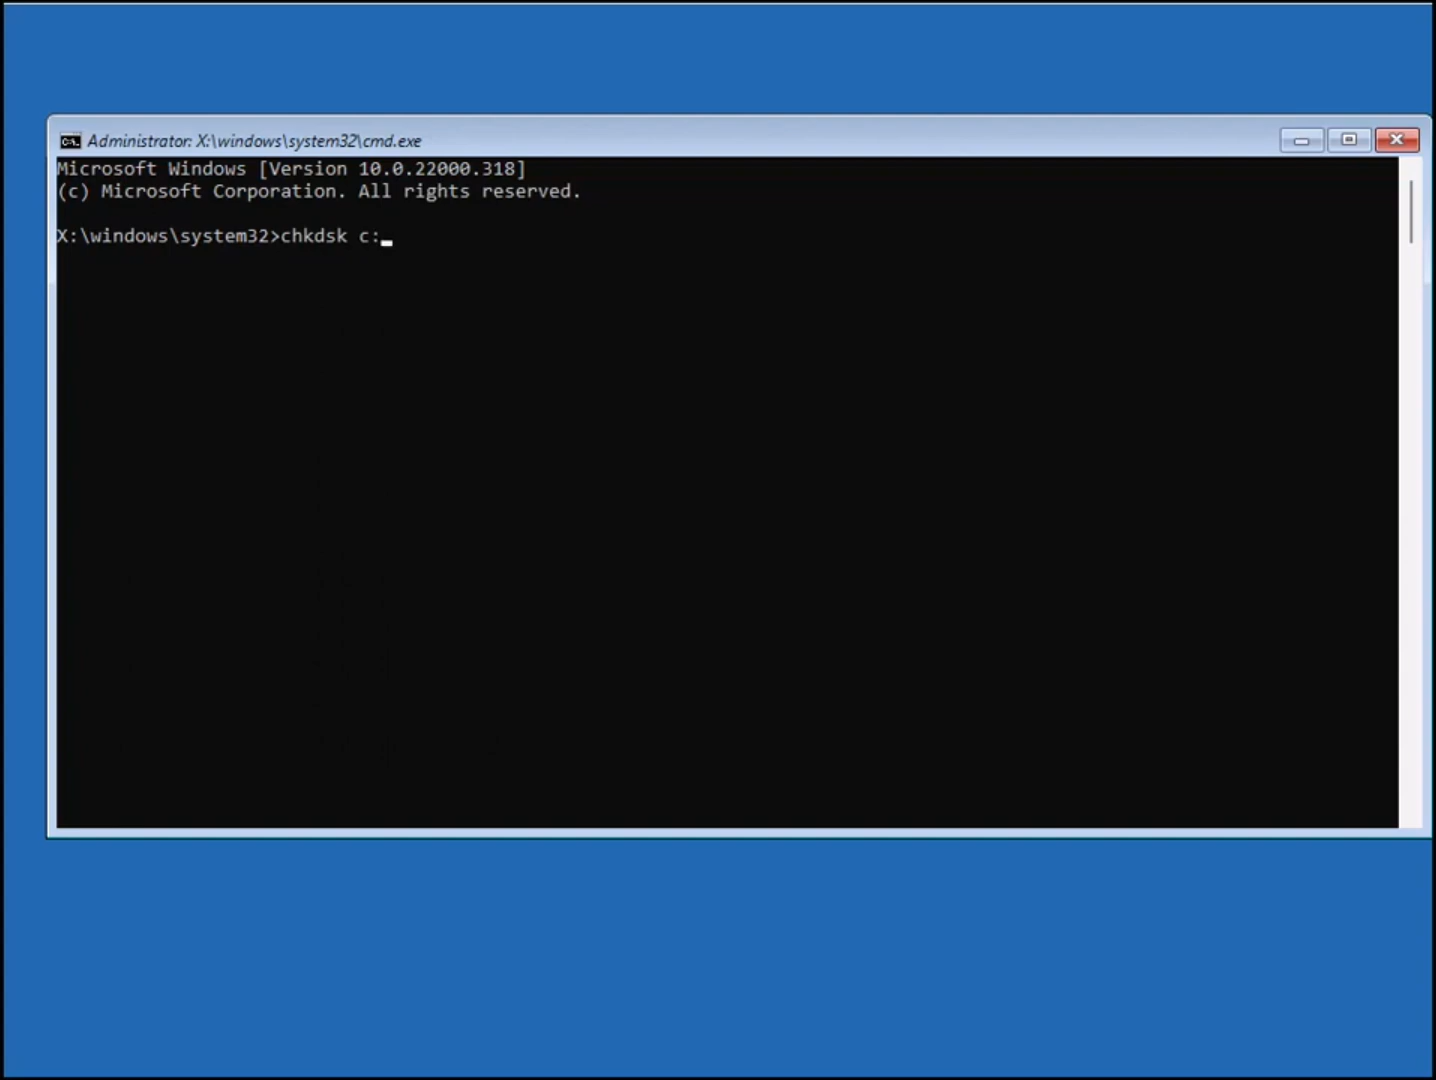 Administrator: X:\windows\system32\cmd.exe
Microsoft Windows [Version 10.0.22000.318]
(c) Microsoft Corporation. All rights reserved.
X:\windows\system32>chkdsk c: